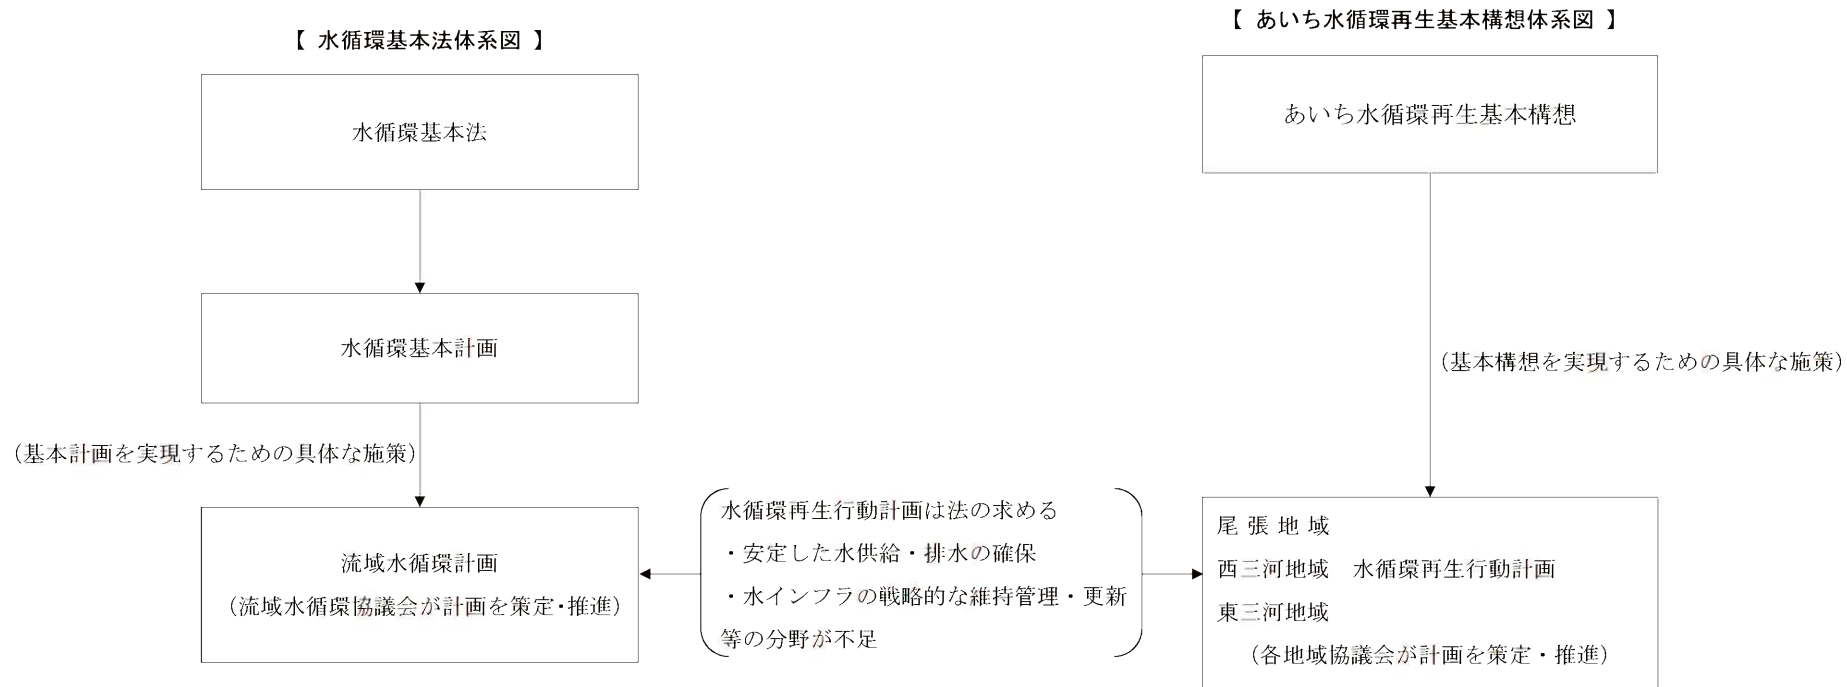 【 水循環基本法体系図 】
水循環基本法
水循環基本計画
（基本計画を実現するための具体な施策）
流域水循環計画
（流域水循環協議会が計画を策定･推進）
水循環再生行動計画は法の求める
・安定した水供給・排水の確保
・水インフラの戦略的な維持管理・更新
等の分野が不足
【 あいち水循環再生基本構想体系図 】
あいち水循環再生基本構想
（基本構想を実現するための具体な施策）
尾 張 地 域
西三河地域　水循環再生行動計画
東三河地域
（各地域協議会が計画を策定・推進）